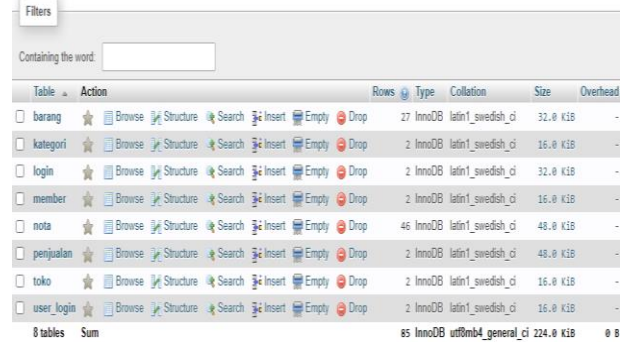 Filters
Containing the word:
Table Action Rows Type Collation Size Overhead
barang Browse Structure Search Insert Empty Drop 27 InnoDB latin1_swedish_ci 32.0 KiB -
kategori Browse Structure Search Insert Empty Drop 2 InnoDB latin1_swedish_ci 16.0 KiB -
login Browse Structure Search Insert Empty Drop 2 InnoDB latin1_swedish_ci 32.0 KiB -
member Browse Structure Search Insert Empty Drop 2 InnoDB latin1_swedish_ci 16.0 KiB -
nota Browse Structure Search Insert Empty Drop 46 InnoDB latin1_swedish_ci 48.0 KiB -
penjualan Browse Structure Search Insert Empty Drop 2 InnoDB latin1_swedish_ci 48.0 KiB -
toko Browse Structure Search Insert Empty Drop 2 InnoDB latin1_swedish_ci 16.0 KiB -
user_login Browse Structure Search Insert Empty Drop 2 InnoDB latin1_swedish_ci 16.0 KiB -
8 tables Sum 85 InnoDB utf8mb4_general_ci 224.0 KiB 0 B